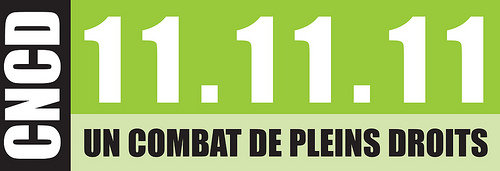 CNCD
11.11.11
UN COMBAT DE PLEINS DROITS